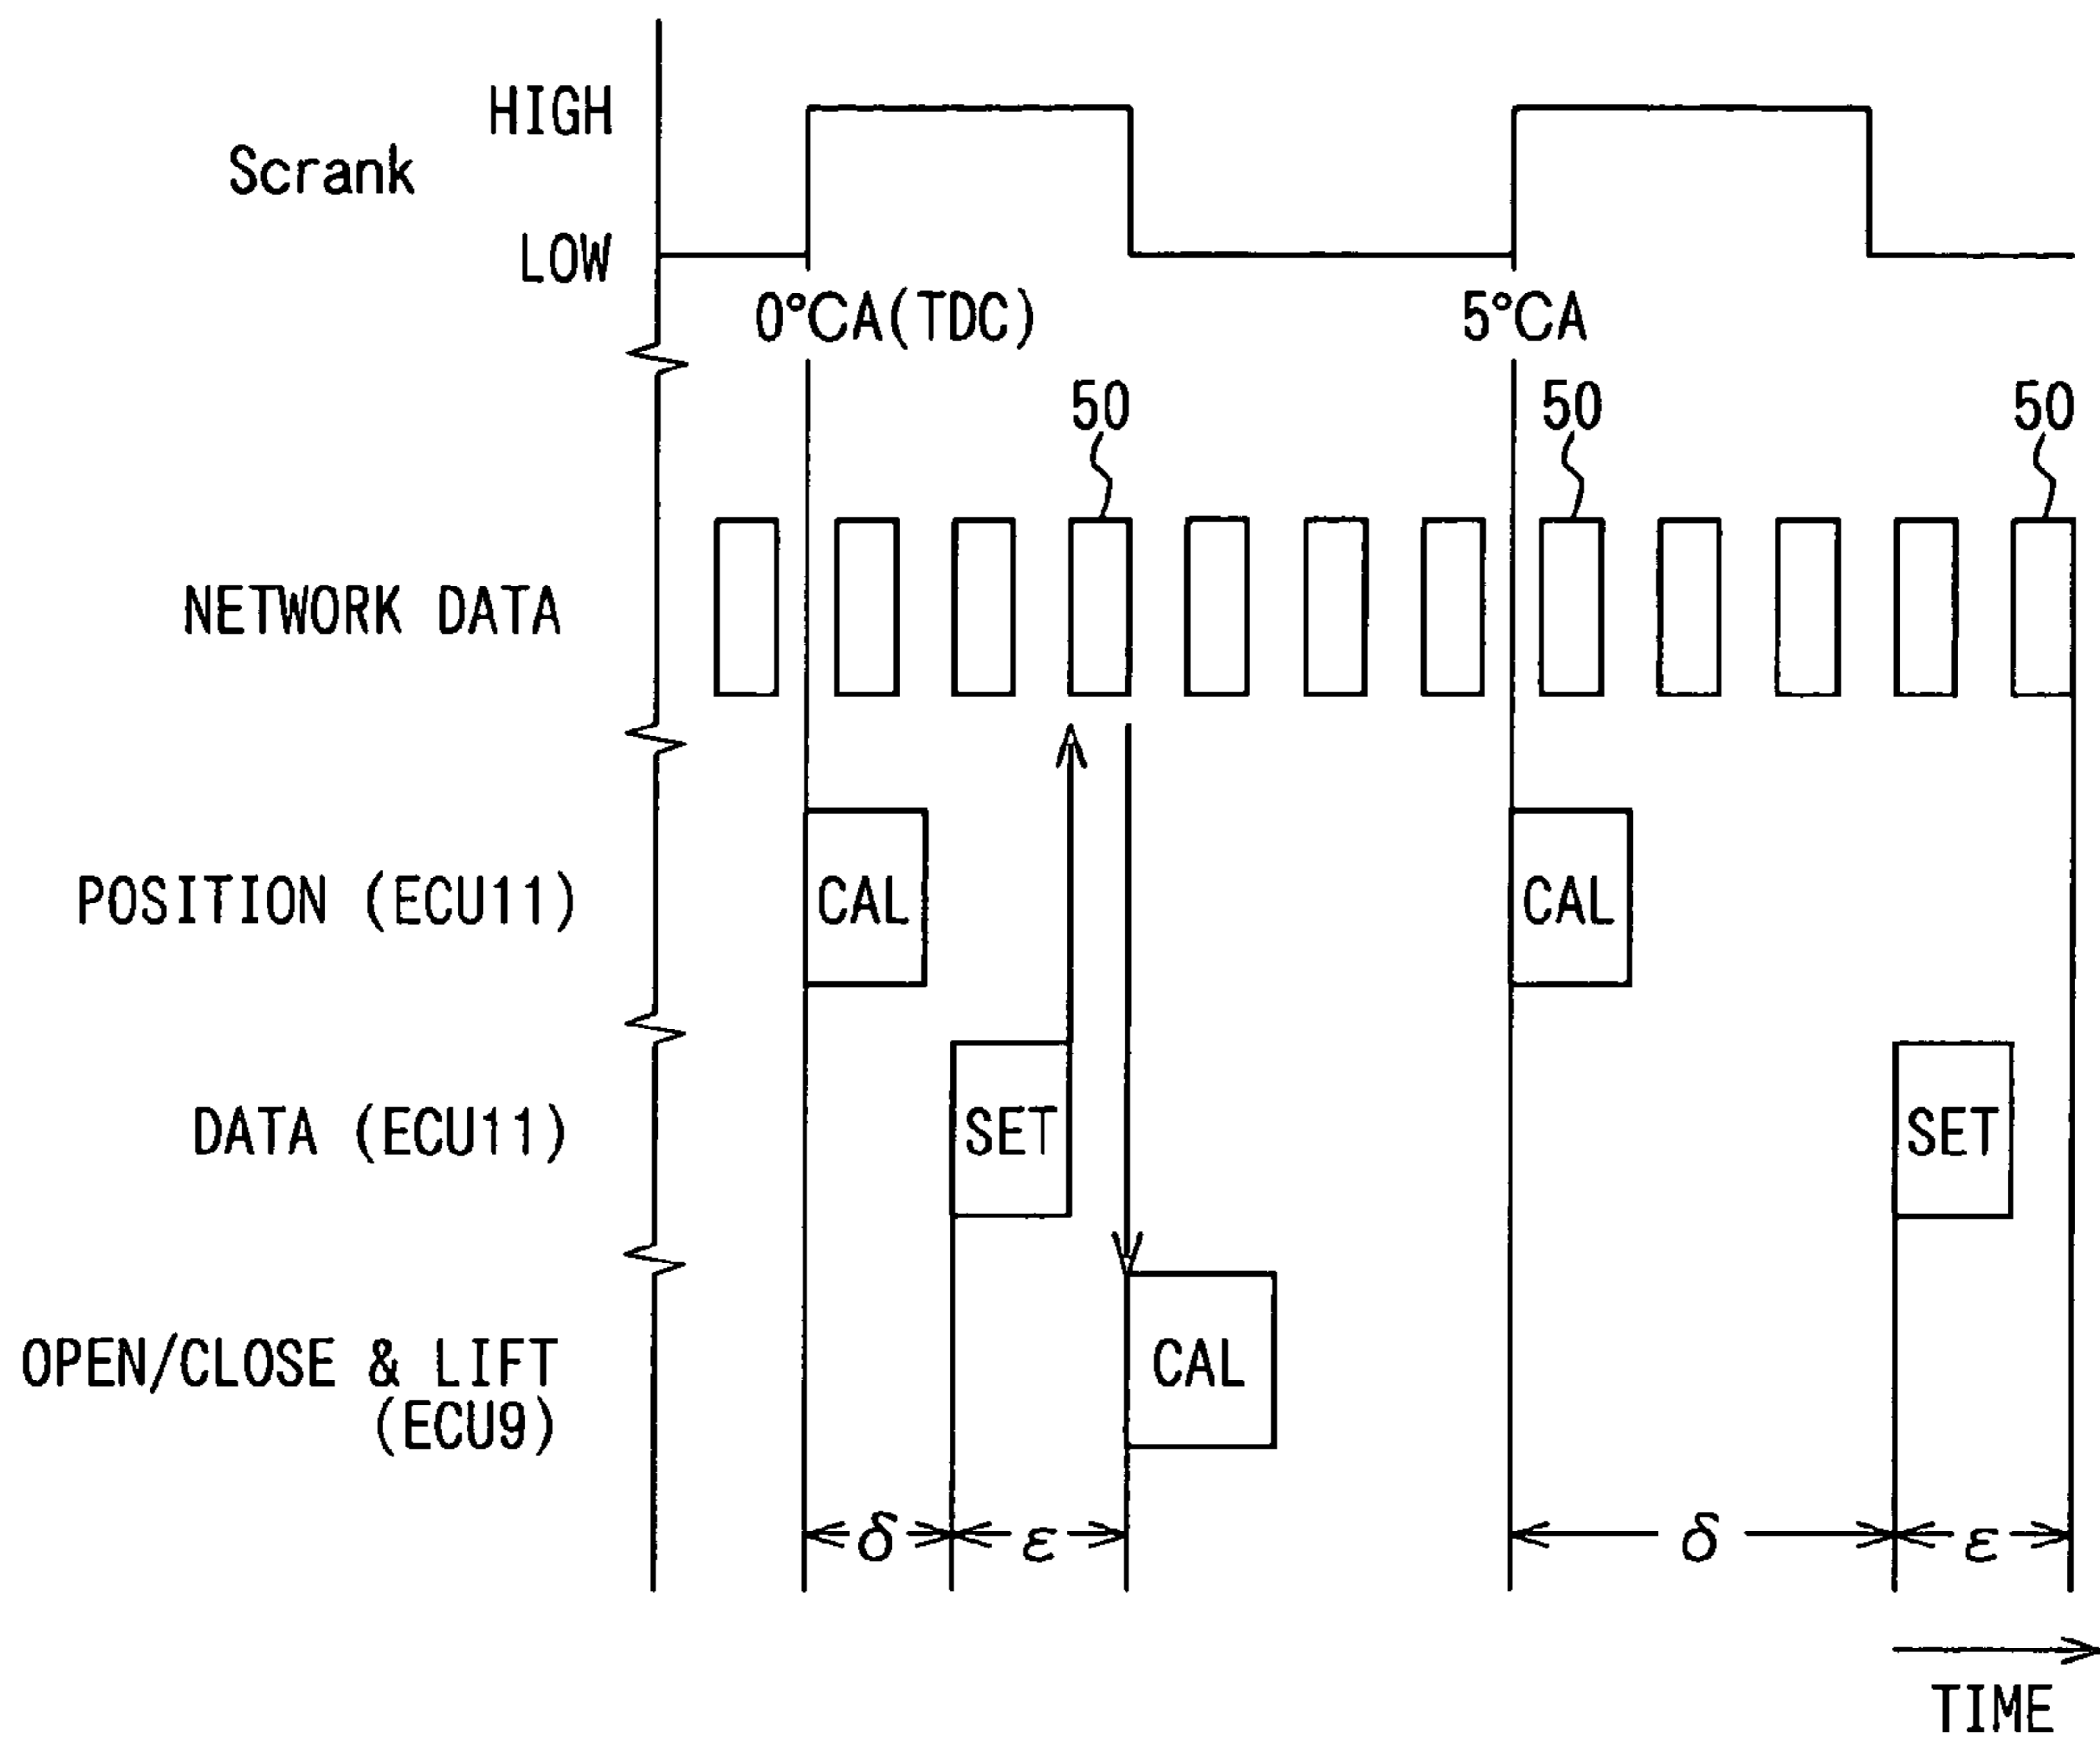 HIGH
Scrank
LOW
0°CA(TDC)
5°CA
50
50
50
NETWORK DATA
POSITION (ECU11)
CAL
CAL
DATA (ECU11)
SET
SET
OPEN/CLOSE & LIFT
(ECU9)
CAL
δ
ε
δ
ε
TIME